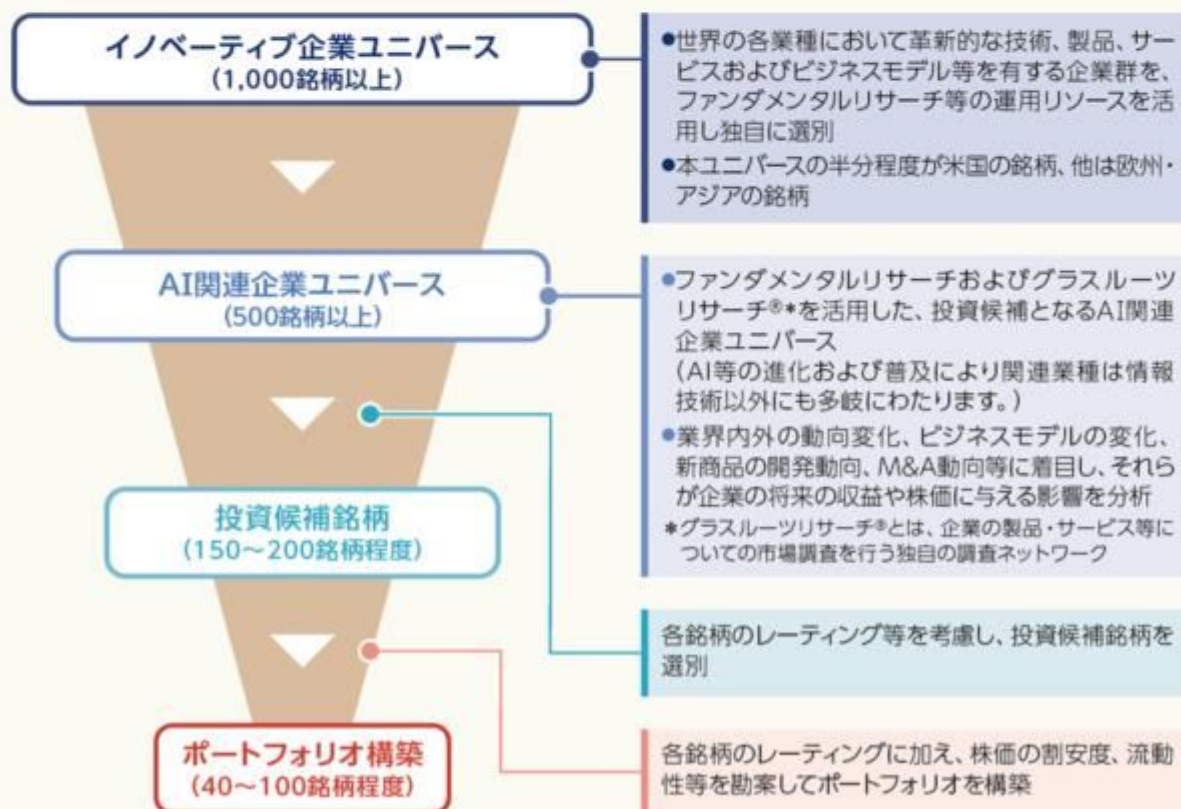 イノベーティブ企業ユニバース
(1,000銘柄以上)
●世界の各業種において革新的な技術、製品、サー
ビスおよびビジネスモデル等を有する企業群を、
ファンダメンタルリサーチ等の運用リソースを活
用し独自に選別
●本ユニバースの半分程度が米国の銘柄、他は欧州・
アジアの銘柄
AI関連企業ユニバース
(500銘柄以上)
●ファンダメンタルリサーチおよびグラスルーツ
リサーチ®*を活用した、投資候補となるAI関連
企業ユニバース
(AI等の進化および普及により関連業種は情報
技術以外にも多岐にわたります。)
●業界内外の動向変化、ビジネスモデルの変化、
新商品の開発動向、M&A動向等に着目し、それら
が企業の将来の収益や株価に与える影響を分析
*グラスルーツリサーチ®とは、企業の製品・サービス等に
ついての市場調査を行う独自の調査ネットワーク
投資候補銘柄
(150～200銘柄程度)
各銘柄のレーティング等を考慮し、投資候補銘柄を
選別
ポートフォリオ構築
(40～100銘柄程度)
各銘柄のレーティングに加え、株価の割安度、流動
性等を勘案してポートフォリオを構築